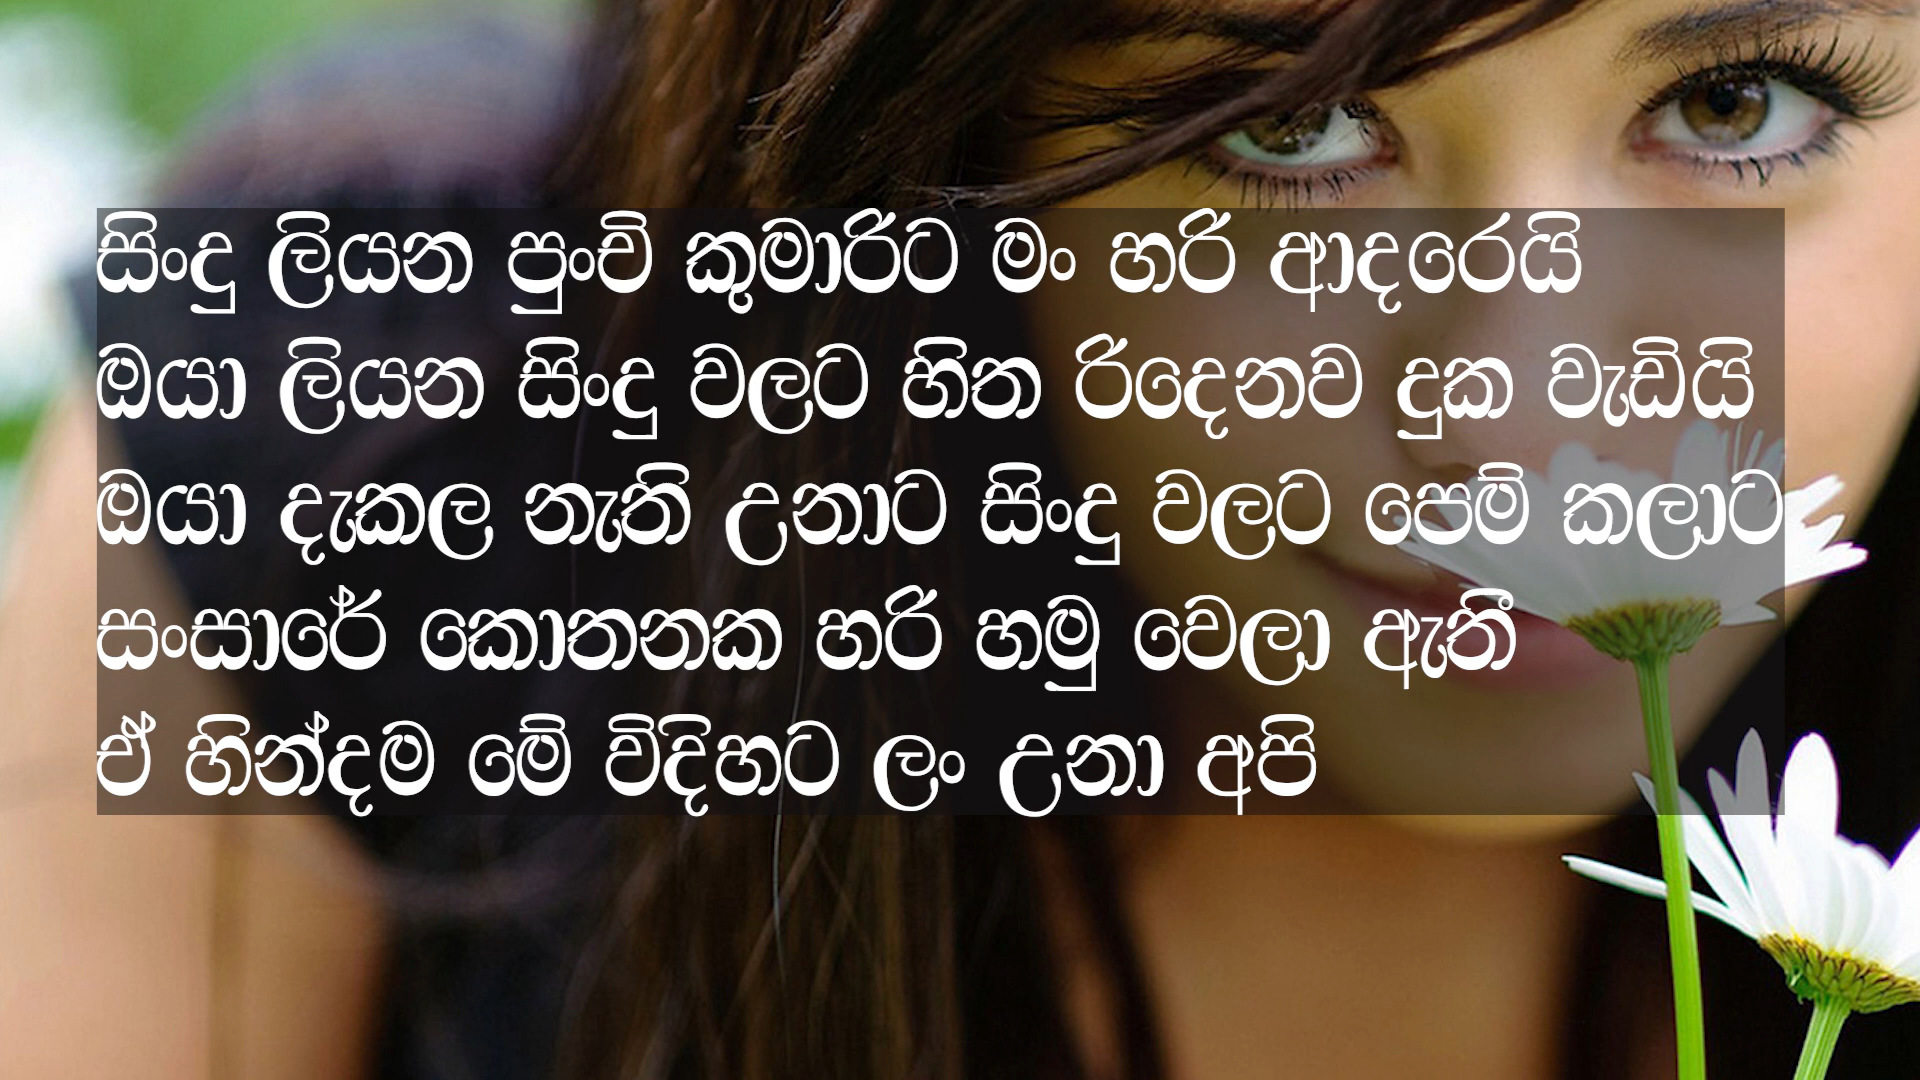 සිංදු ලියන පුංචි කුමාරිට මං හරි ආදරෙයි
ඔයා ලියන සිංදු වලට හිත රිදෙනව දුක වැඩියි
ඔයා දැකල නැති උනාට සිංදු වලට පෙම් කලාට
සංසාරේ කොතනක හරි හමු වෙලා ඇතී
ඒ හින්දම මේ විදිහට ලං උනා අපි